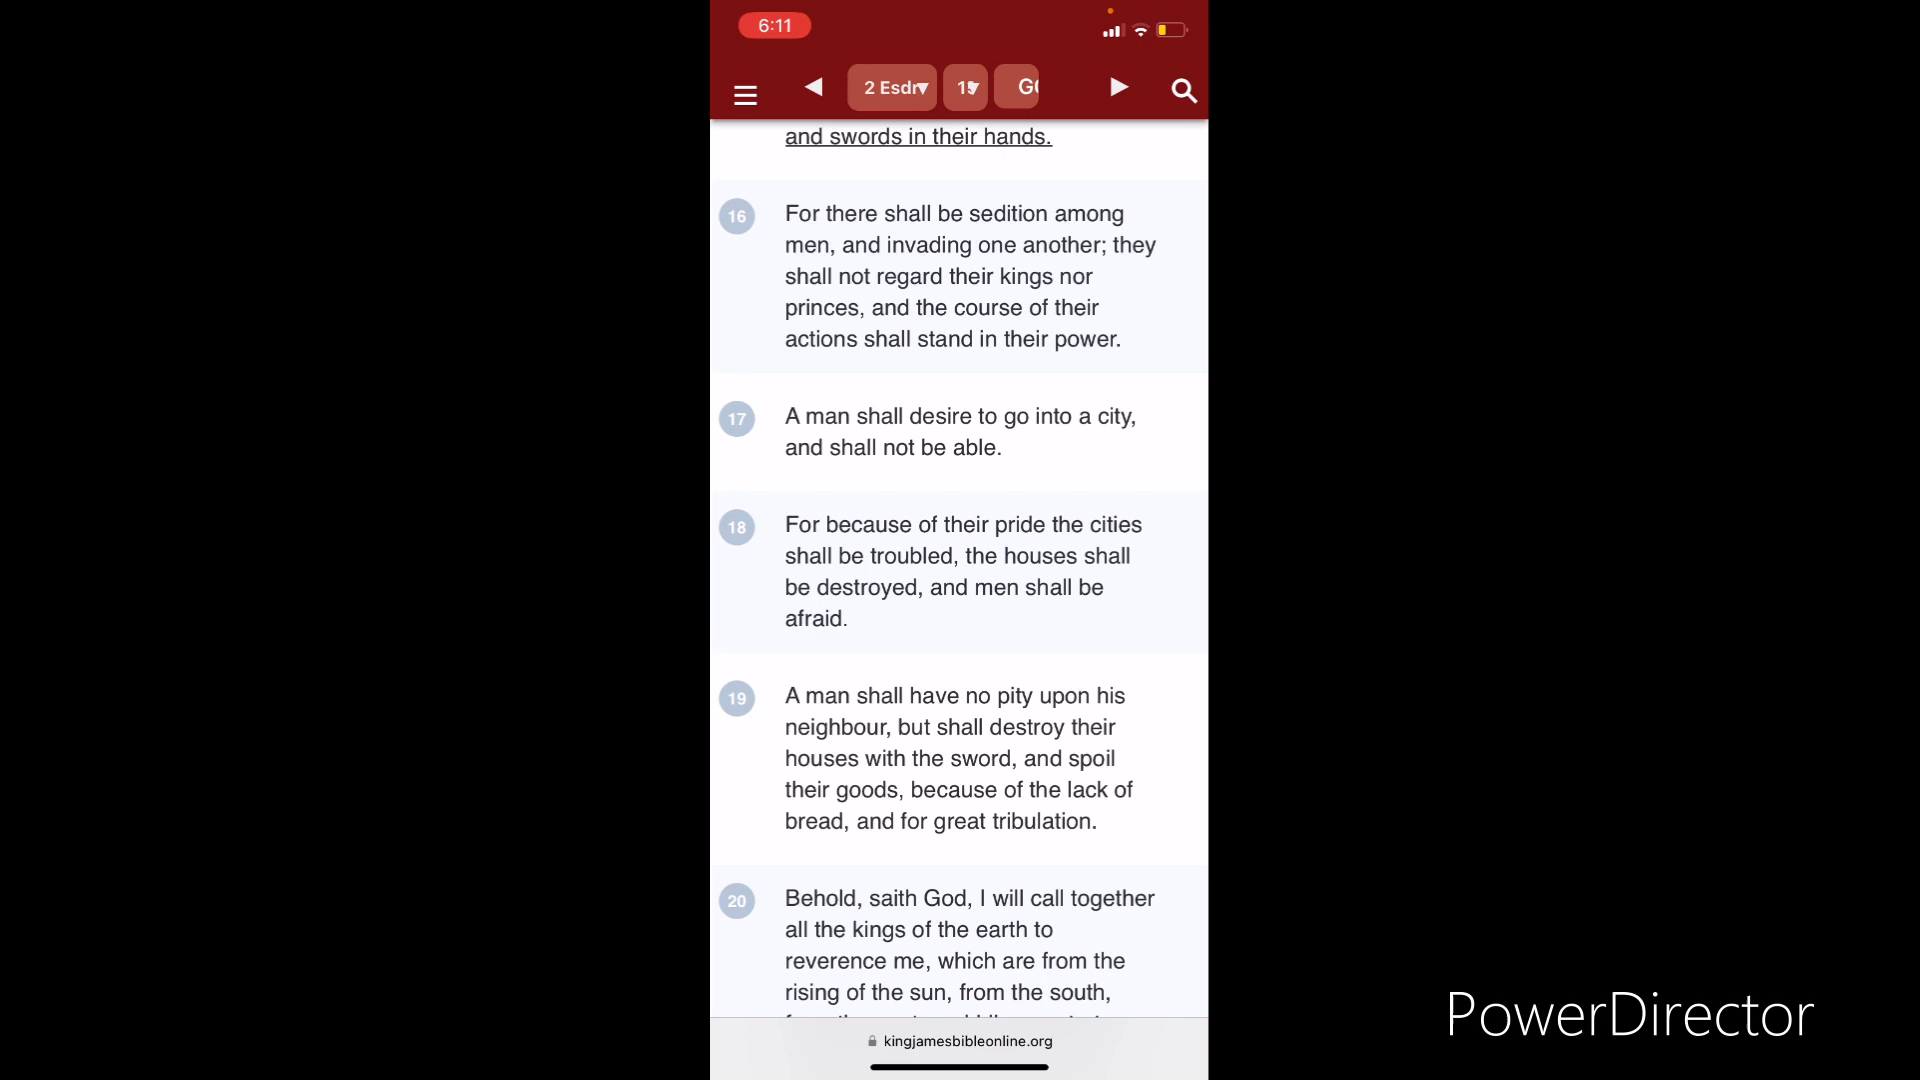 6:11
2 Esdr
15
GO
and swords in their hands.
16
For there shall be sedition among
men, and invading one another; they
shall not regard their kings nor
princes, and the course of their
actions shall stand in their power.
17
A man shall desire to go into a city,
and shall not be able.
18
For because of their pride the cities
shall be troubled, the houses shall
be destroyed, and men shall be
afraid.
19
A man shall have no pity upon his
neighbour, but shall destroy their
houses with the sword, and spoil
their goods, because of the lack of
bread, and for great tribulation.
20
Behold, saith God, I will call together
all the kings of the earth to
reverence me, which are from the
rising of the sun, from the south,
kingjamesbibleonline.org
PowerDirector